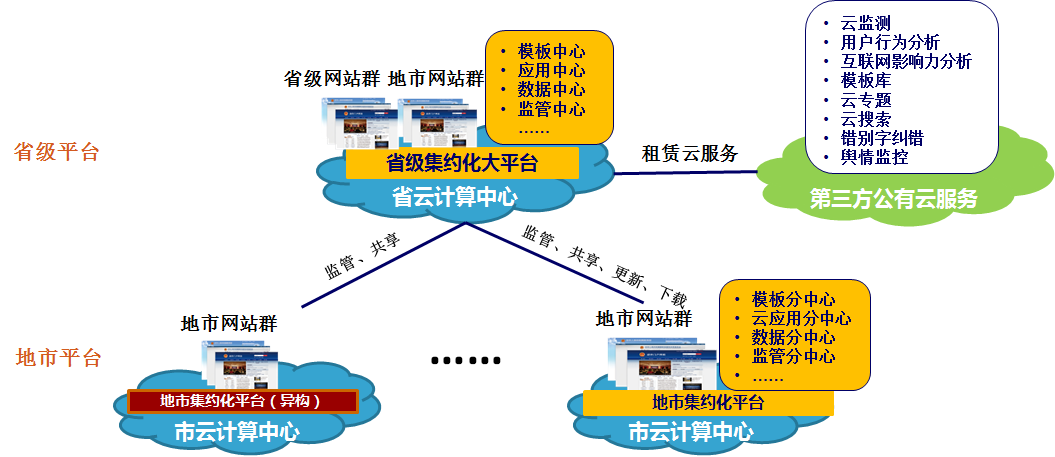 云监测
用户行为分析
互联网影响力分析
模板库
云专题
云搜索
错别字纠错
舆情监控
模板中心
应用中心
数据中心
监管中心
......
省级网站群
地市网站群
省级平台
省级集约化大平台
省云计算中心
租赁云服务
第三方公有云服务
监管、共享
监管、共享、更新、下载
地市平台
地市网站群
地市集约化平台（异构）
市云计算中心
......
地市网站群
模板分中心
云应用分中心
数据分中心
监管分中心
......
地市集约化平台
市云计算中心